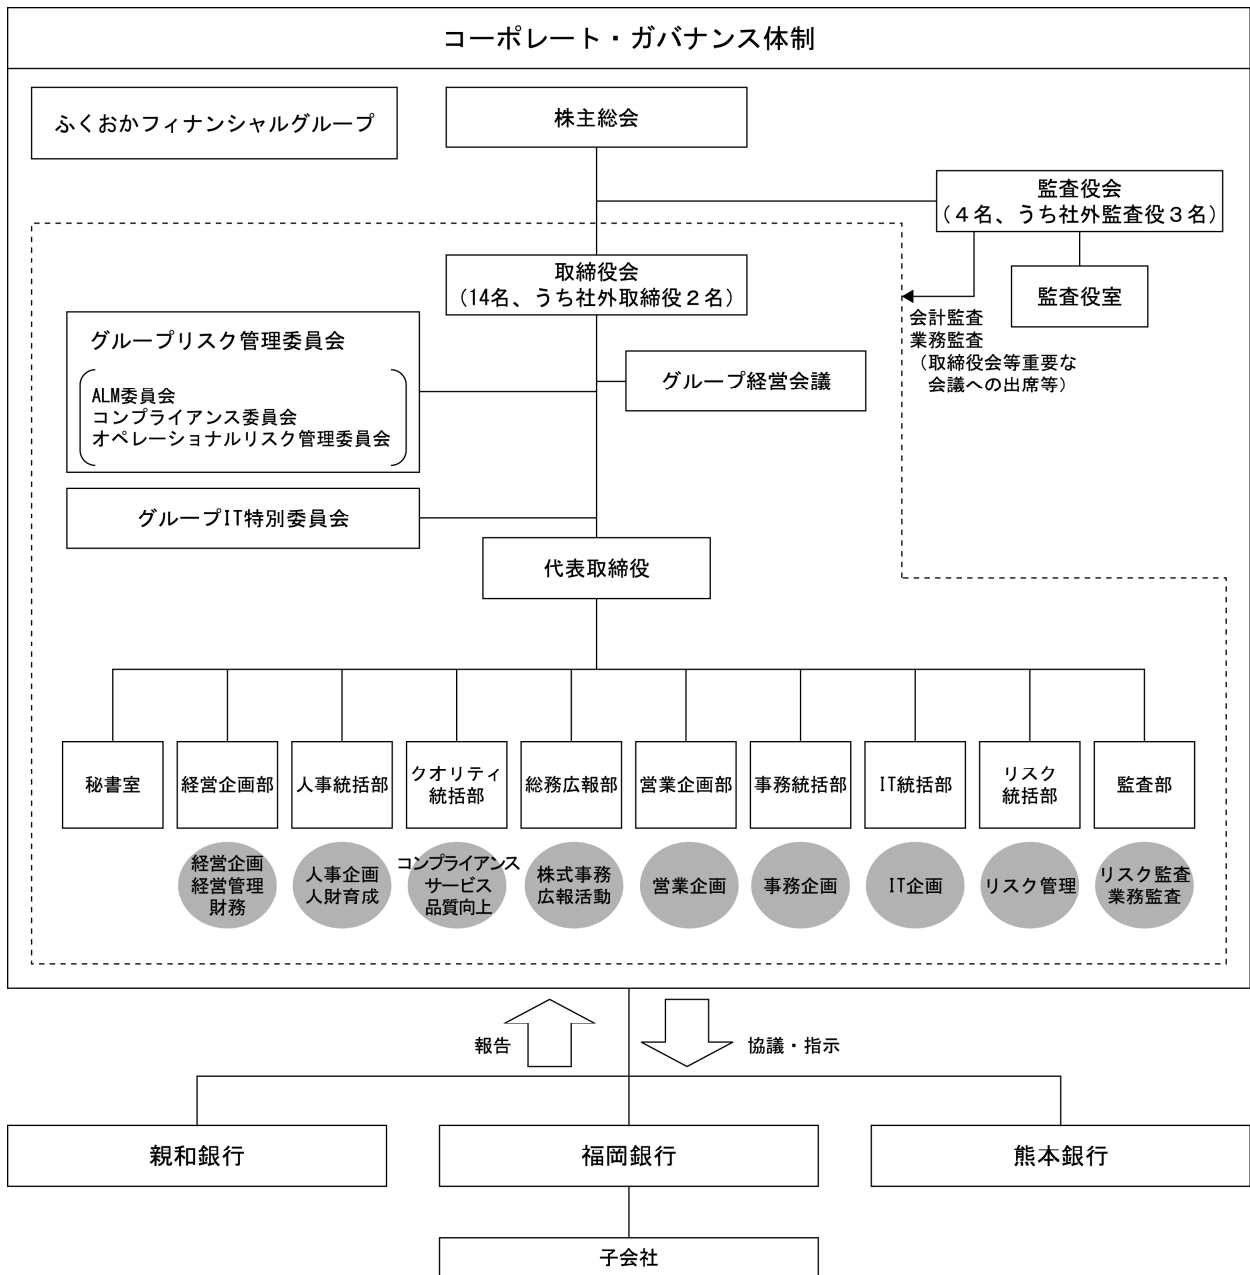 コーポレート・ガバナンス体制
ふくおかフィナンシャルグループ
株主総会
監査役会
(４名、うち社外監査役３名)
取締役会
(14名、うち社外取締役２名)
監査役室
会計監査
業務監査
(取締役会等重要な
会議への出席等)
グループリスク管理委員会
ALM委員会
コンプライアンス委員会
オペレーショナルリスク管理委員会
グループ経営会議
グループIT特別委員会
代表取締役
秘書室
経営企画部
人事統括部
クオリティ
統括部
総務広報部
営業企画部
事務統括部
IT統括部
リスク
統括部
監査部
経営企画
経営管理
財務
人事企画
人財育成
コンプライアンス
サービス
品質向上
株式事務
広報活動
営業企画
事務企画
IT企画
リスク管理
リスク監査
業務監査
報告
協議・指示
親和銀行
福岡銀行
熊本銀行
子会社